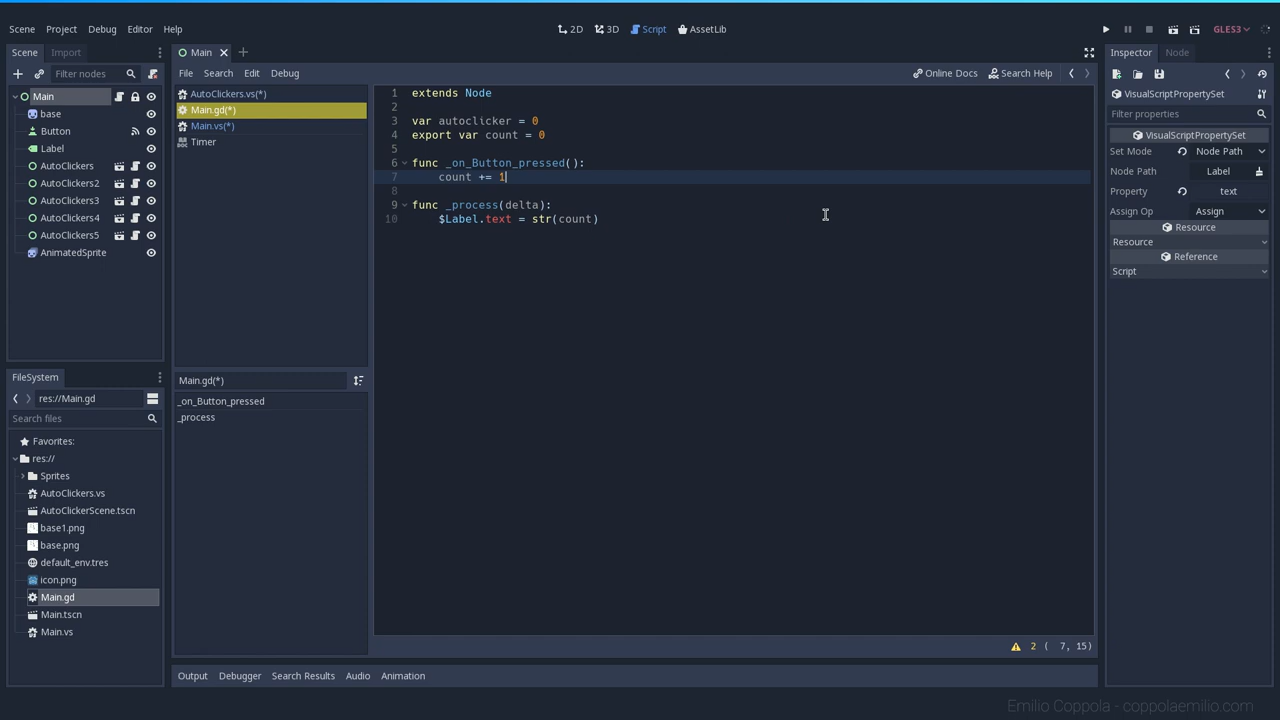 Scene Project Debug Editor Help
2D 3D Script AssetLib
GLES3
Scene Import
Filter nodes
Main
base
Button
Label
AutoClickers
AutoClickers2
AutoClickers3
AutoClickers4
AutoClickers5
AnimatedSprite
FileSystem
res://Main.gd
Search files
Favorites:
res://
Sprites
AutoClickers.vs
AutoClickerScene.tscn
base1.png
base.png
default_env.tres
icon.png
Main.gd
Main.tscn
Main.vs
Main
File Search Edit Debug
Online Docs Search Help
AutoClickers.vs(*)
Main.gd(*)
Main.vs(*)
Timer
Main.gd(*)
_on_Button_pressed
_process
1 extends Node
2
3 var autoclicker = 0
4 export var count = 0
5
6 func _on_Button_pressed():
7 count += 1
8
9 func _process(delta):
10 $Label.text = str(count)
2 ( 7, 15)
Output Debugger Search Results Audio Animation
Inspector Node
VisualScriptPropertySet
Filter properties
VisualScriptPropertySet
Set Mode Node Path
Node Path Label
Property text
Assign Op Assign
Resource
Resource
Reference
Script
Emilio Coppola - coppolaemilio.com